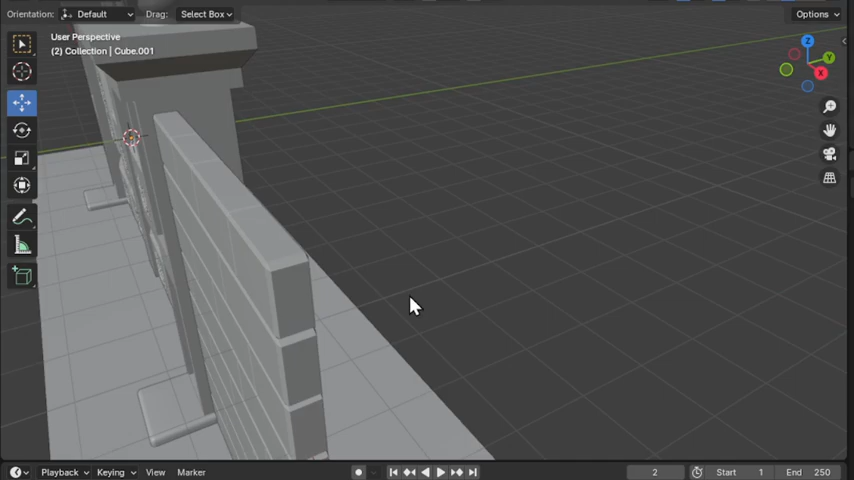 Orientation: Default Drag: Select Box Options
User Perspective
(2) Collection | Cube.001
Z
Y
X
Playback Keying View Marker 2 Start 1 End 250